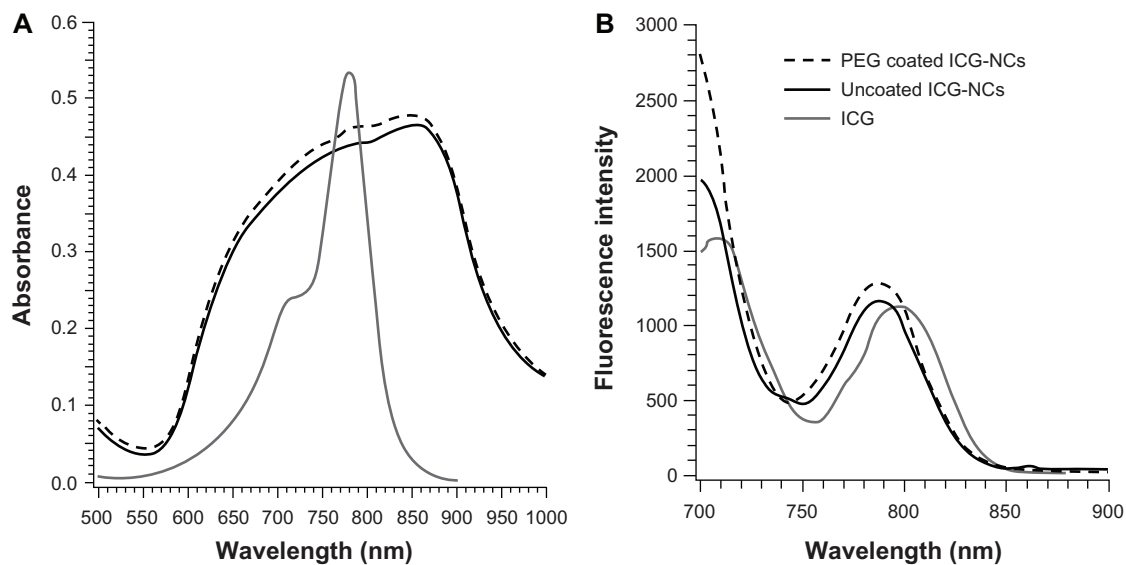 A
0.6
0.5
0.4
0.3
0.2
0.1
0.0
Absorbance
500 550 600 650 700 750 800 850 900 950 1000
Wavelength (nm)
B
3000
2500
2000
1500
1000
500
0
Fluorescence intensity
PEG coated ICG-NCs
Uncoated ICG-NCs
ICG
700 750 800 850 900
Wavelength (nm)